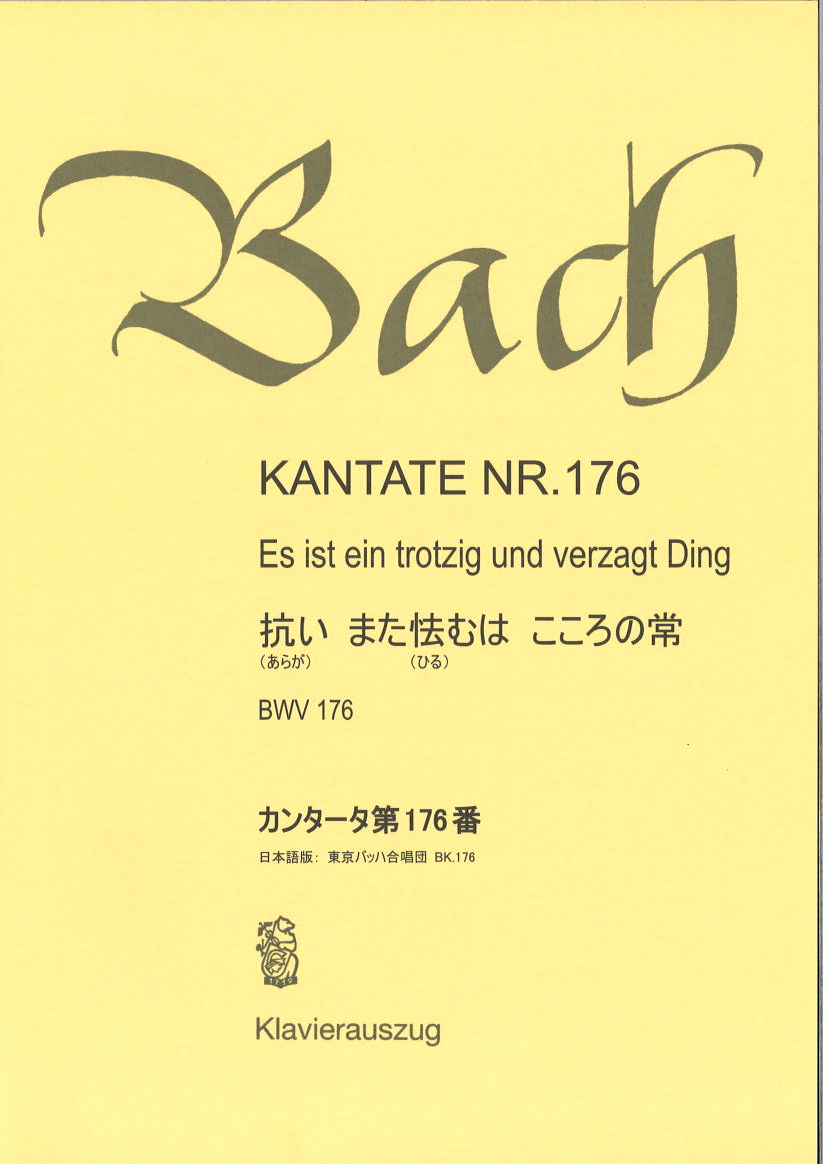 Bach
KANTATE NR.176
Es ist ein trotzig und verzagt Ding
抗い また怯むは こころの常
(あらが) (ひる)
BWV 176
カンタータ第176番
日本語版: 東京バッハ合唱団 BK.176
1719
Klavierauszug